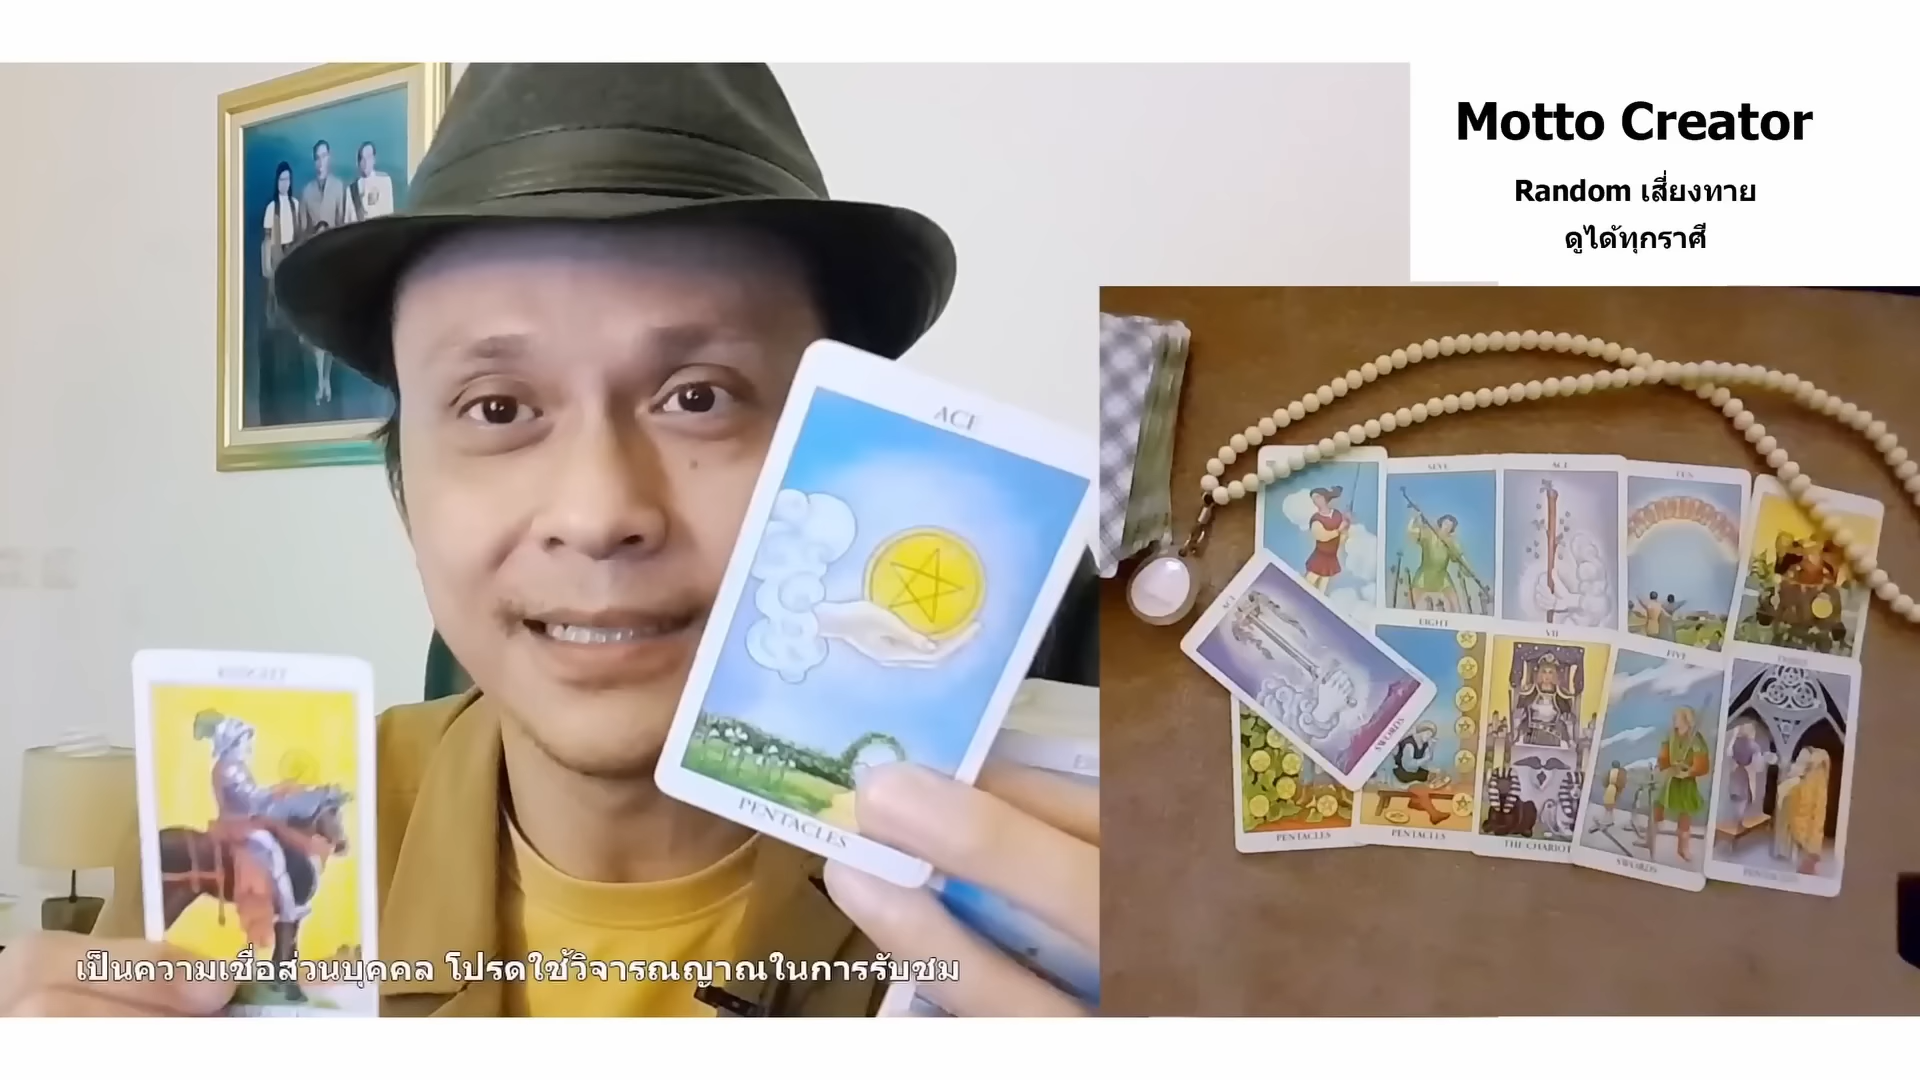 Motto Creator
Random เสี่ยงทาย
ดูได้ทุกราศี
ACE
PENTACLES
ACE
TEN
ACE
SWORDS
EIGHT
VII
FIVE
PENTACLES
PENTACLES
THE CHARIOT
SWORDS
เป็นความเชื่อส่วนบุคคล โปรดใช้วิจารณญาณในการรับชม